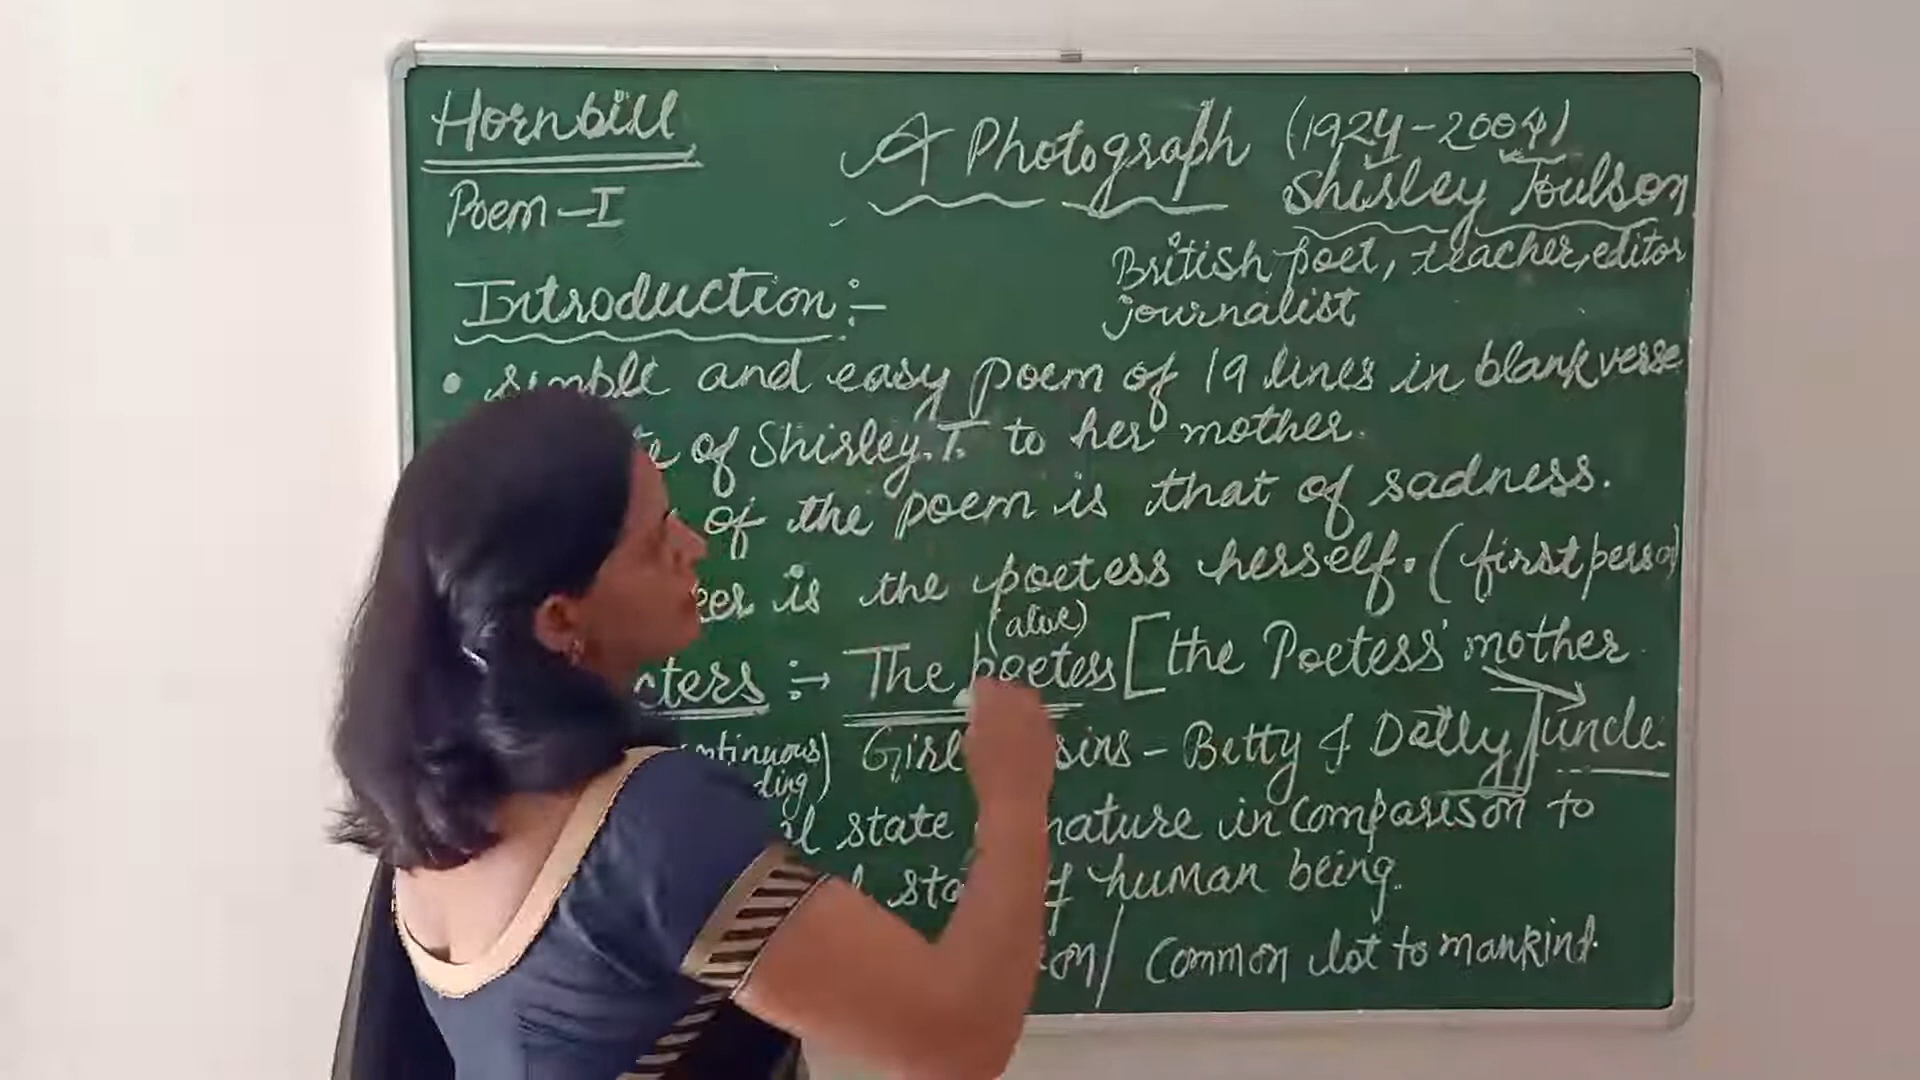 Hornbill
A Photograph
(1924-2004)
Poem-I
Shirley Toulson
British poet, teacher, editor
journalist
Introduction :-
• simple and easy poem of 19 lines in blank verse
of Shirley.T. to her mother.
of the poem is that of sadness.
is the poetess herself. (first person)
(alive)
:→ The poetess [the Poetess' mother
Girl - Betty & Dolly] uncle.
state nature in comparison to
human being.
/ Common lot to mankind.